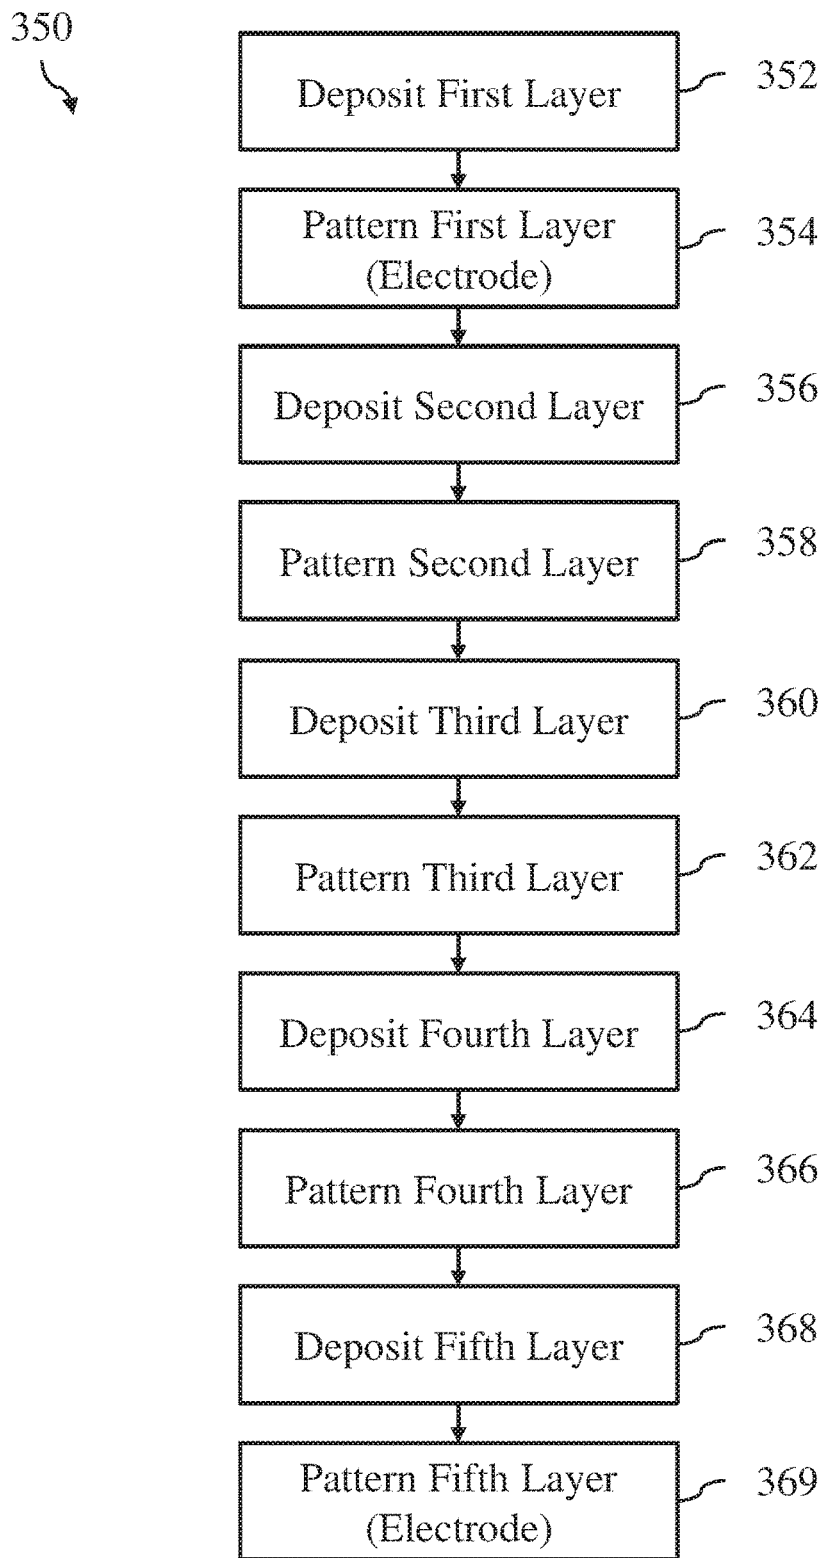 350
Deposit First Layer
352
Pattern First Layer
(Electrode)
354
Deposit Second Layer
356
Pattern Second Layer
358
Deposit Third Layer
360
Pattern Third Layer
362
Deposit Fourth Layer
364
Pattern Fourth Layer
366
Deposit Fifth Layer
368
Pattern Fifth Layer
(Electrode)
369